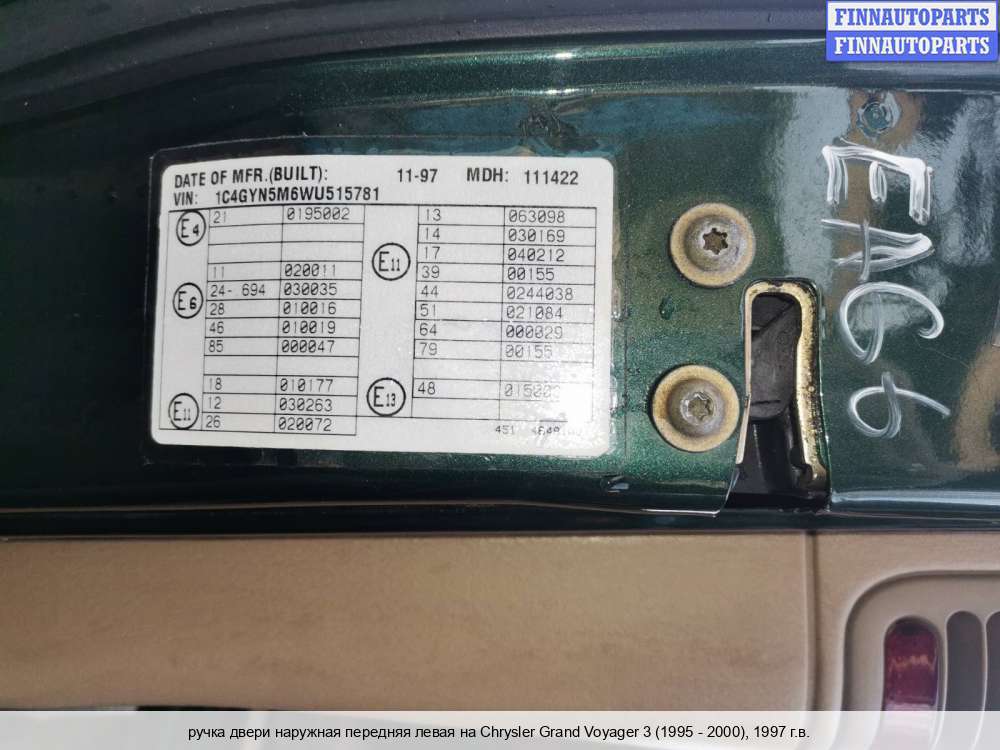 FINNAUTOPARTS
FINNAUTOPARTS
DATE OF MFR.(BUILT): 11-97 MDH: 111422
VIN: 1C4GYN5M6WU515781
E4
21 0195002
11 020011
E6
24- 694 030035
28 010016
46 010019
85 000047
18 010177
E11
12 030263
26 020072
13 063098
14 030169
E11
17 040212
39 00155
44 0244038
51 021084
64 000029
79 00155
E13
48
451
EAG6
ручка двери наружная передняя левая на Chrysler Grand Voyager 3 (1995 - 2000), 1997 г.в.